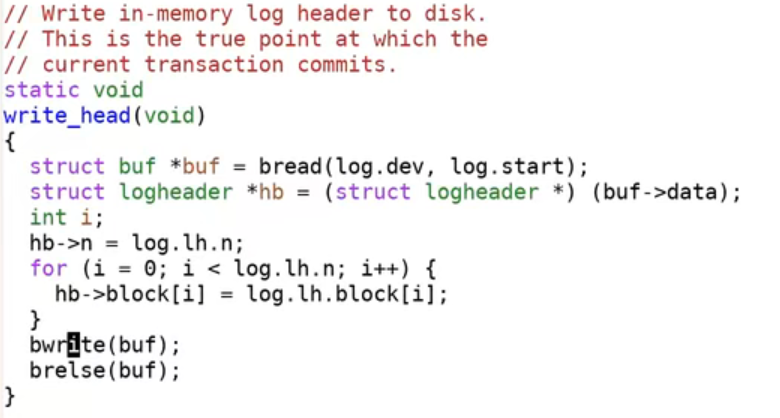 // Write in-memory log header to disk.
// This is the true point at which the
// current transaction commits.
static void
write_head(void)
{
  struct buf *buf = bread(log.dev, log.start);
  struct logheader *hb = (struct logheader *) (buf->data);
  int i;
  hb->n = log.lh.n;
  for (i = 0; i < log.lh.n; i++) {
    hb->block[i] = log.lh.block[i];
  }
  bwrite(buf);
  brelse(buf);
}